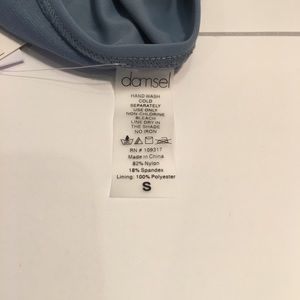 damsel
HAND WASH
COLD
SEPARATELY
USE ONLY
NON-CHLORINE
BLEACH
LINE DRY IN
THE SHADE
NO IRON
RN # 109317
Made in China
82% Nylon
18% Spandex
Lining: 100% Polyester
S